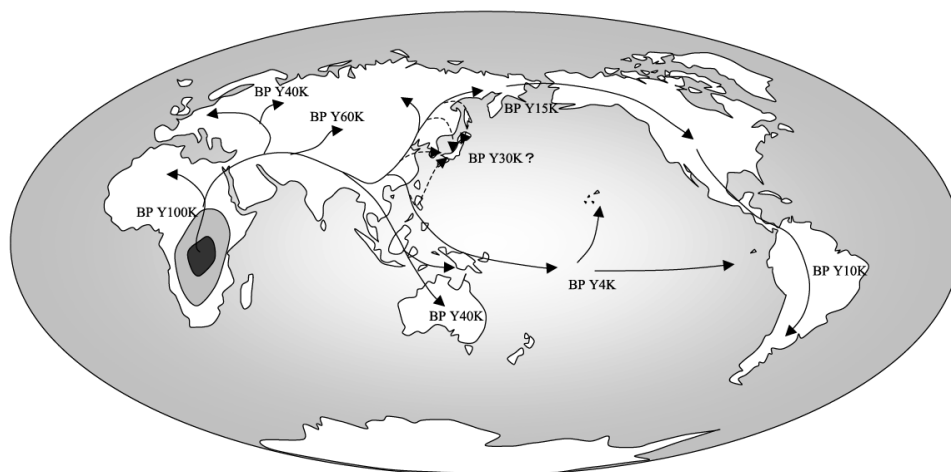 BP Y40K
BP Y60K
BP Y15K
BP Y30K ?
BP Y100K
BP Y10K
BP Y4K
BP Y40K